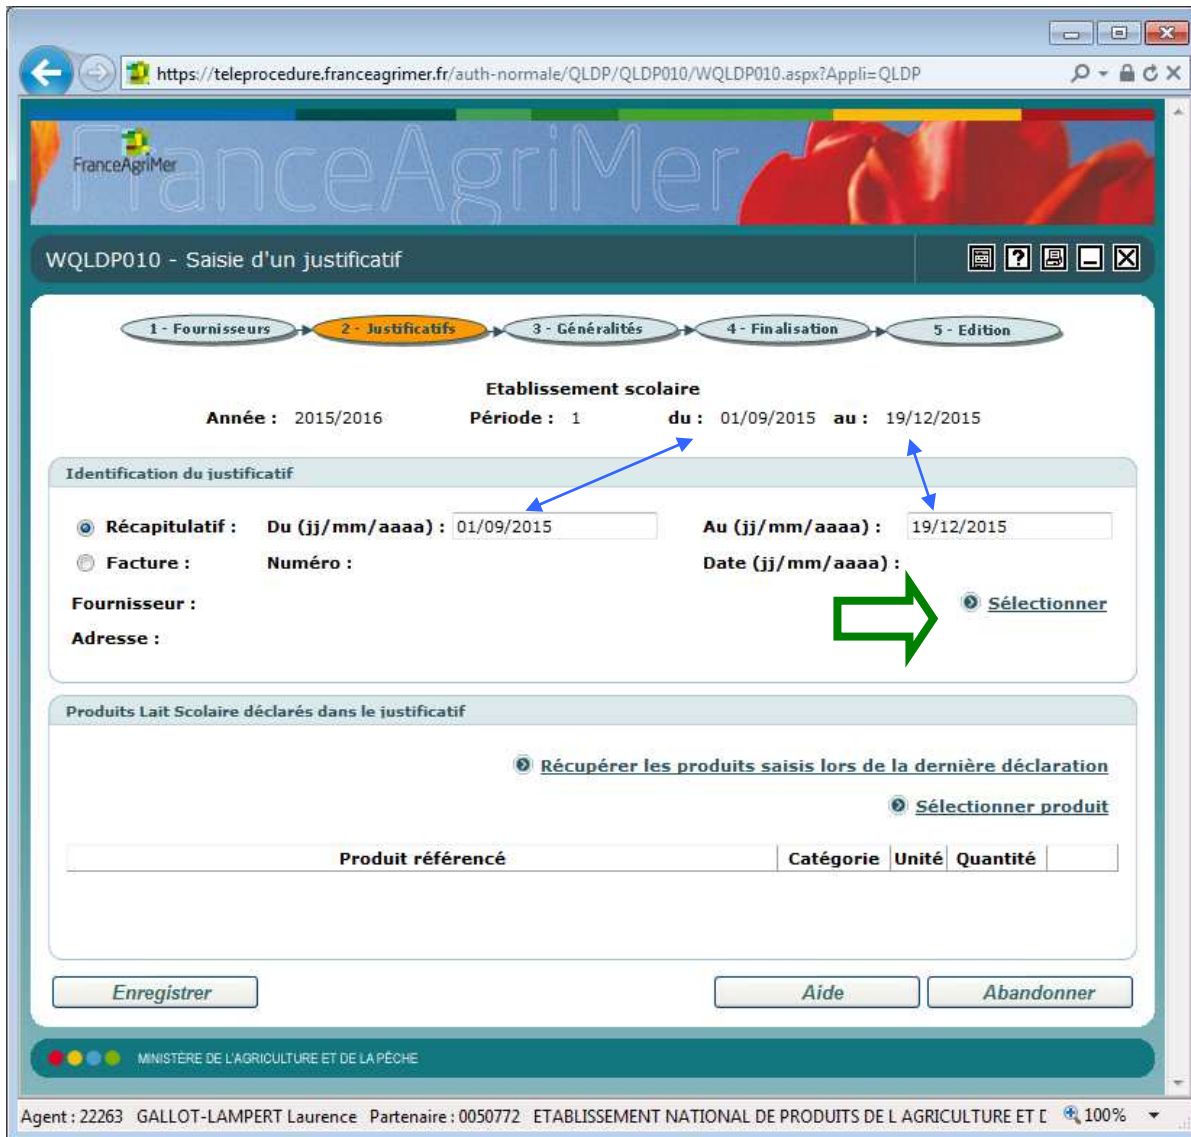 https://teleprocedure.franceagrimer.fr/auth-normale/QLDP/QLDP010/WQLDP010.aspx?Appli=QLDP
FranceAgriMer
FranceAgriMer
WQLDP010 - Saisie d'un justificatif
1 - Fournisseurs 2 - Justificatifs 3 - Généralités 4 - Finalisation 5 - Edition
Etablissement scolaire
Année : 2015/2016 Période : 1 du : 01/09/2015 au : 19/12/2015
Identification du justificatif
Récapitulatif : Du (jj/mm/aaaa) : 01/09/2015 Au (jj/mm/aaaa) : 19/12/2015
Facture : Numéro : Date (jj/mm/aaaa) :
Fournisseur : Sélectionner
Adresse :
Produits Lait Scolaire déclarés dans le justificatif
Récupérer les produits saisis lors de la dernière déclaration
Sélectionner produit
Produit référencé Catégorie Unité Quantité
Enregistrer Aide Abandonner
MINISTÈRE DE L'AGRICULTURE ET DE LA PÊCHE
Agent : 22263 GALLOT-LAMPERT Laurence Partenaire : 0050772 ETABLISSEMENT NATIONAL DE PRODUITS DE L AGRICULTURE ET D 100%